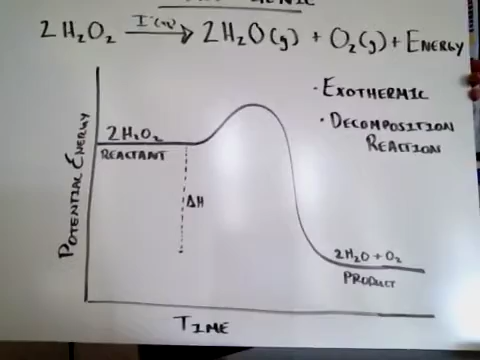 2H₂O₂ I⁻(aq) → 2H₂O(g) + O₂(g) + ENERGY
· EXOTHERMIC
· DECOMPOSITION
REACTION
POTENTIAL ENERGY
2H₂O₂
REACTANT
ΔH
2H₂O + O₂
PRODUCT
TIME